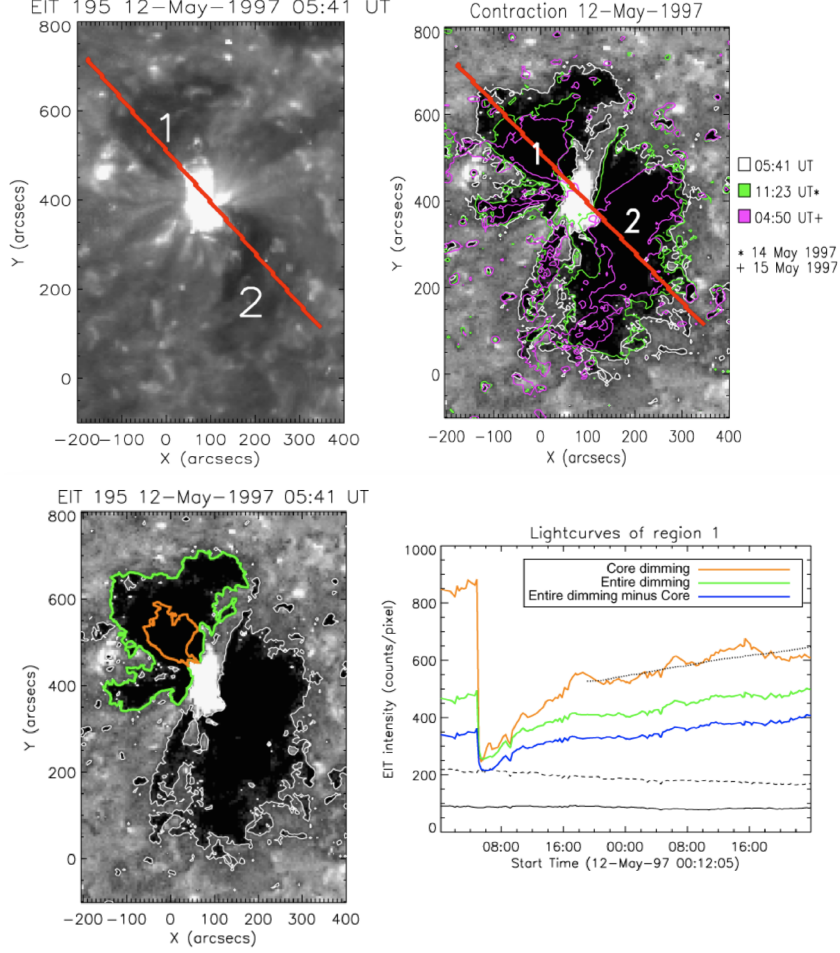 EIT 195 12-May-1997 05:41 UT
800
600
400
200
0
Y (arcsecs)
1
2
-200-100 0 100 200 300 400
X (arcsecs)
Contraction 12-May-1997
800
600
400
200
0
Y (arcsecs)
1
2
-200 -100 0 100 200 300 400
X (arcsecs)
05:41 UT
11:23 UT*
04:50 UT+
* 14 May 1997
+ 15 May 1997
EIT 195 12-May-1997 05:41 UT
800
600
400
200
0
Y (arcsecs)
-200-100 0 100 200 300 400
X (arcsecs)
Lightcurves of region 1
1000
800
600
400
200
0
EIT intensity (counts/pixel)
Core dimming
Entire dimming
Entire dimming minus Core
08:00 16:00 00:00 08:00 16:00
Start Time (12-May-97 00:12:05)